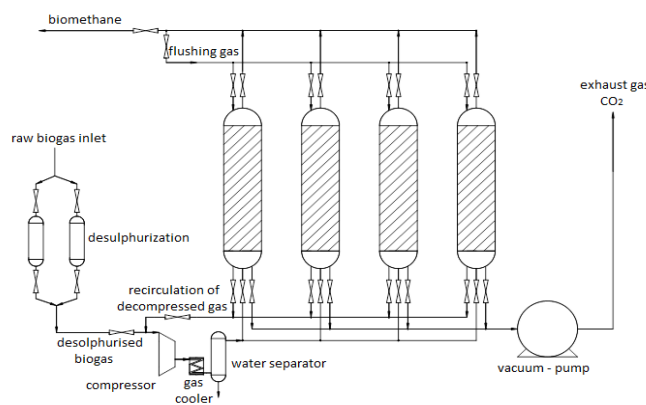 biomethane
flushing gas
exhaust gas
CO2
raw biogas inlet
desulphurization
recirculation of
decompressed gas
desolphurised
biogas
water separator
compressor
gas
cooler
vacuum - pump